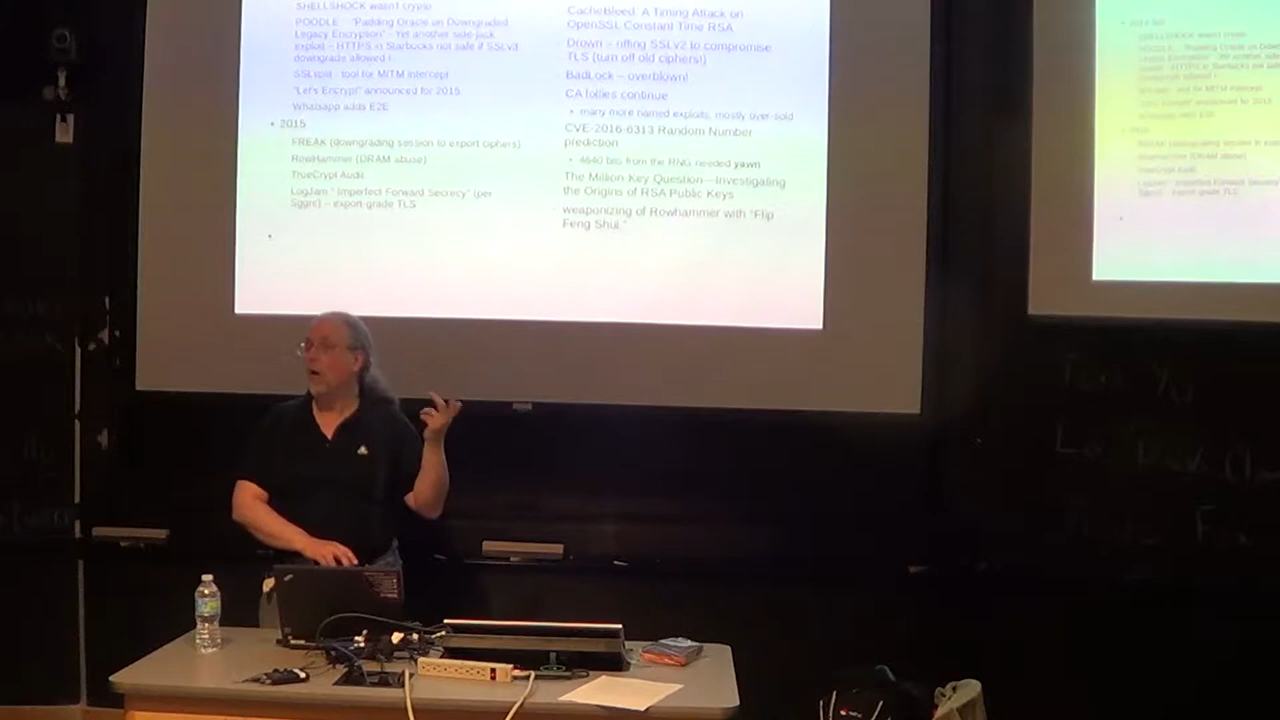 SHELLSHOCK wasn't crypto
POODLE - "Padding Oracle on Downgraded
Legacy Encryption" - Yet another side-jack
exploit - HTTPS in Starbucks not safe if SSLv3
downgrade allowed !
SSLsplit - tool for MITM intercept
"Let's Encrypt" announced for 2015
Whatsapp adds E2E
• 2015
FREAK (downgrading session to export ciphers)
RowHammer (DRAM abuse)
TrueCrypt Audit
LogJam " Imperfect Forward Secrecy" (per
Sggrc) – export-grade TLS
CacheBleed: A Timing Attack on
OpenSSL Constant Time RSA
Drown – riffing SSLv2 to compromise
TLS (turn off old ciphers!)
BadLock – overblown!
CA follies continue
• many more named exploits, mostly over-sold
CVE-2016-6313 Random Number
prediction
• 4640 bits from the RNG needed yawn
The Million-Key Question—Investigating
the Origins of RSA Public Keys
weaponizing of Rowhammer with "Flip
Feng Shui."